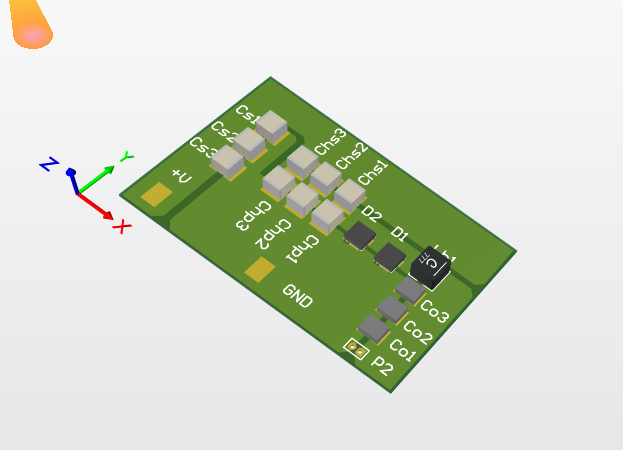 Cs1
Cs2
Cs3
+V
Chs3
Chs2
Chs1
Chp3
Chp2
Chp1
D2
D1
GND
Co3
Co2
Co1
P2
Z
Y
X